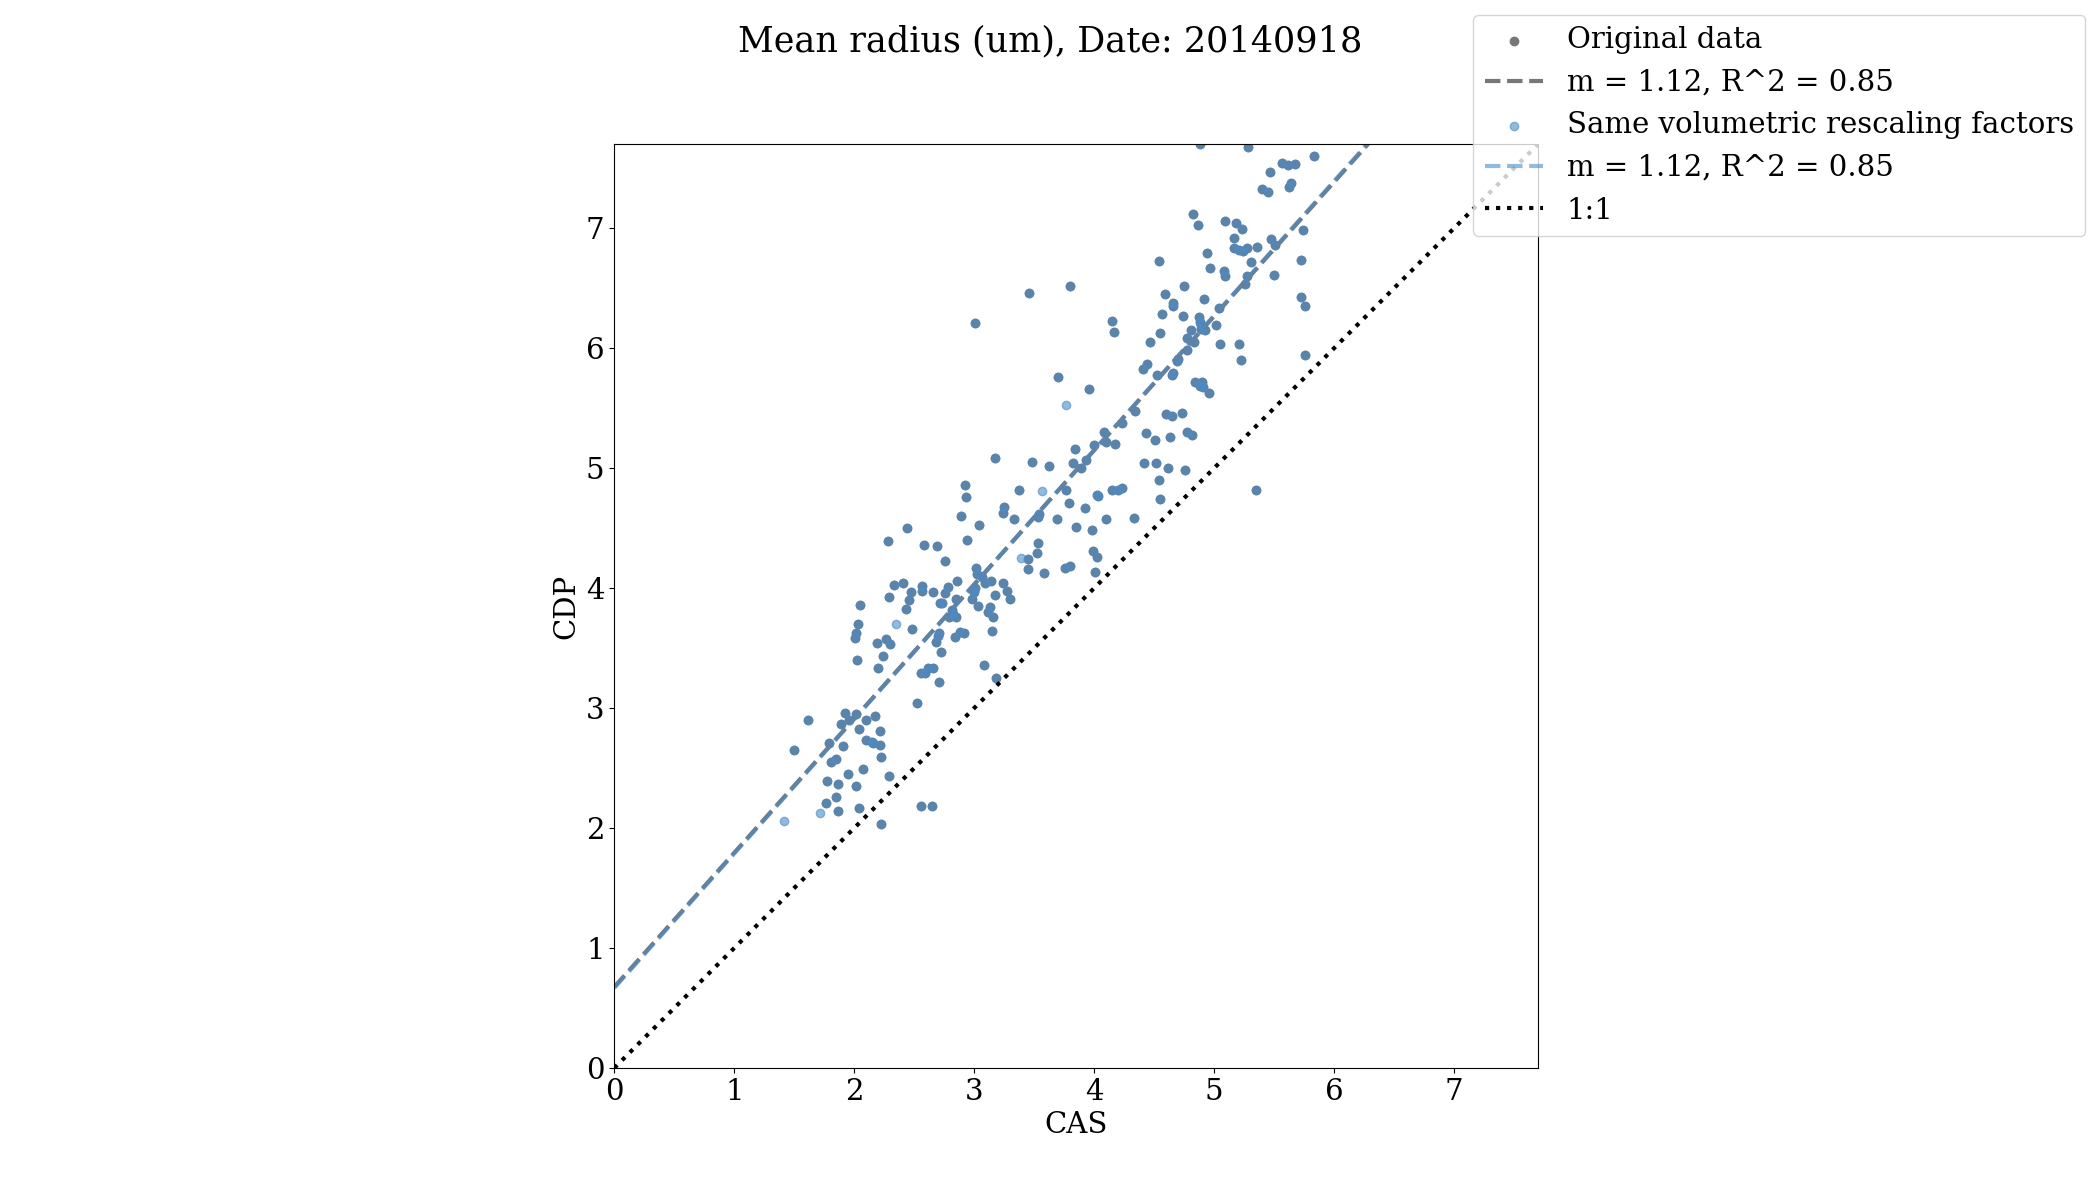 Mean radius (um), Date: 20140918
Original data
m = 1.12, R^2 = 0.85
Same volumetric rescaling factors
m = 1.12, R^2 = 0.85
1:1
7
6
5
4
3
2
1
0
CDP
0 1 2 3 4 5 6 7
CAS